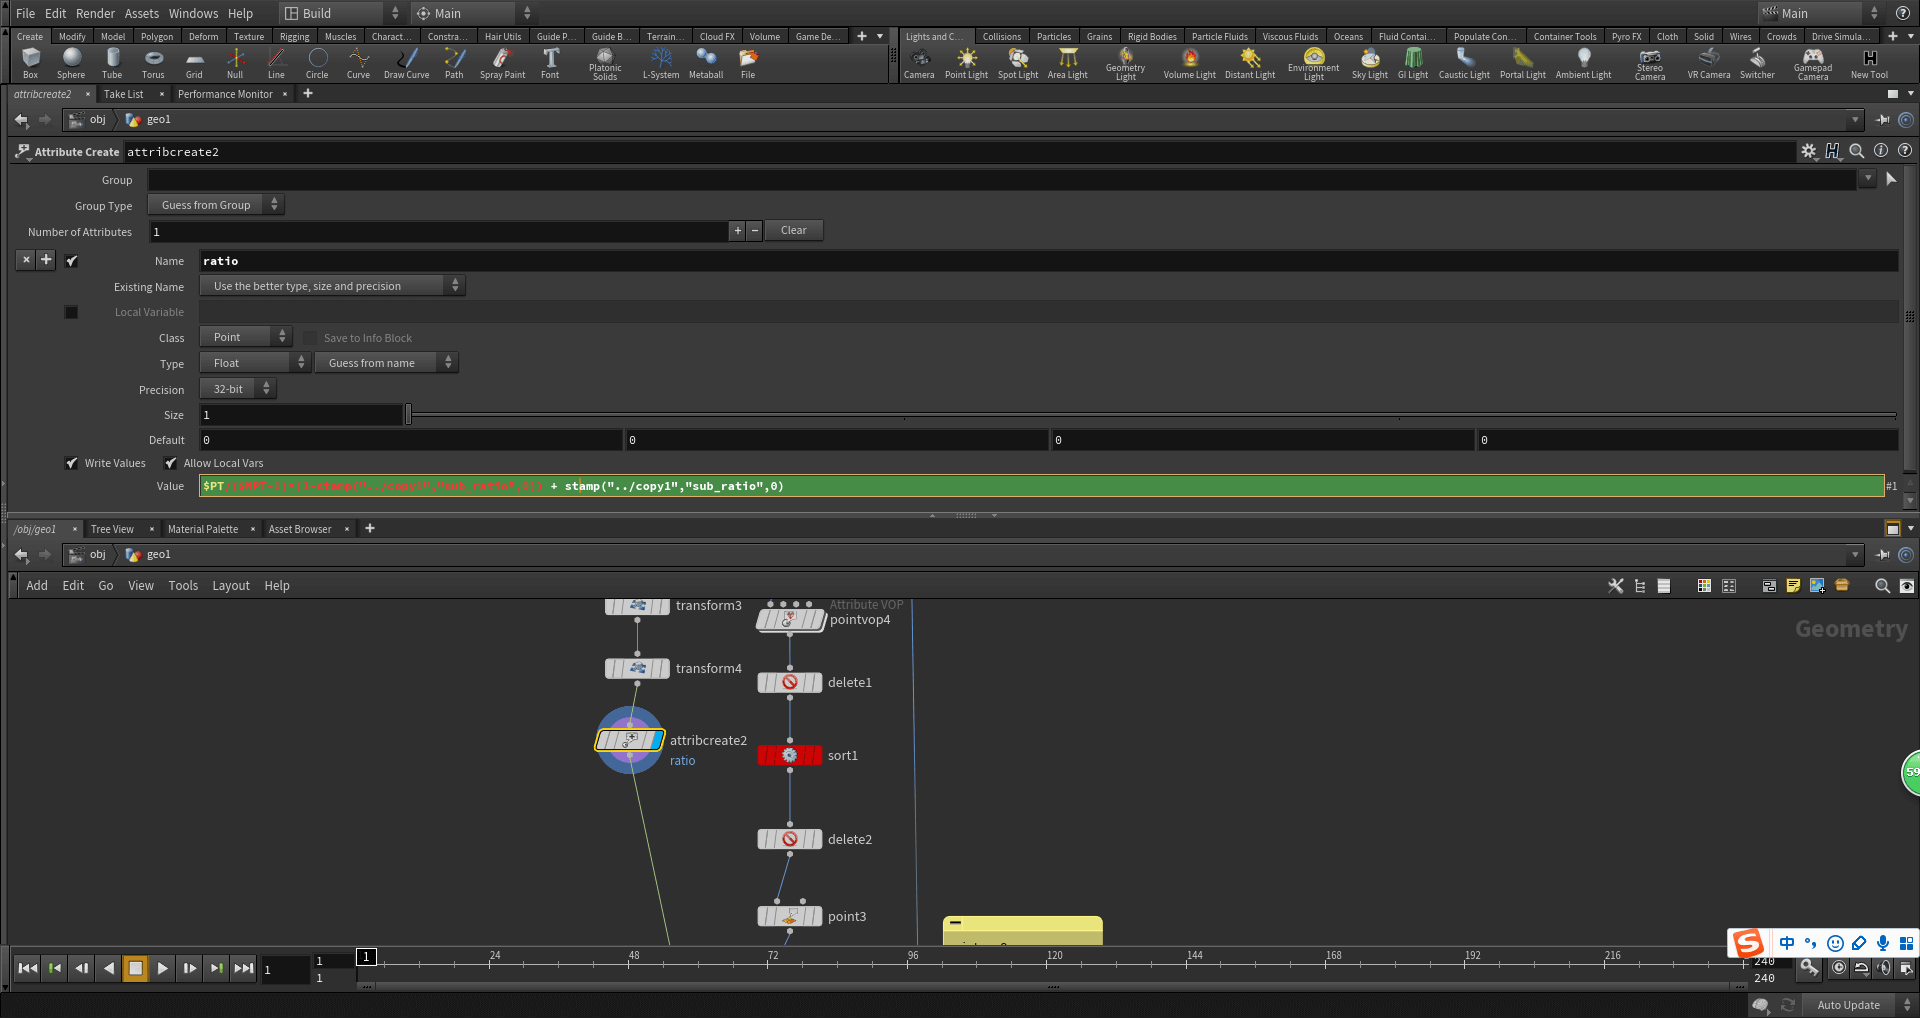 File Edit Render Assets Windows Help Build Main Main
Create Modify Model Polygon Deform Texture Rigging Muscles Charact... Constra... Hair Utils Guide P... Guide B... Terrain... Cloud FX Volume Game De... Lights and C... Collisions Particles Grains Rigid Bodies Particle Fluids Viscous Fluids Oceans Fluid Contai... Populate Con... Container Tools Pyro FX Cloth Solid Wires Crowds Drive Simula...
Box Sphere Tube Torus Grid Null Line Circle Curve Draw Curve Path Spray Paint Font Platonic Solids L-System Metaball File Camera Point Light Spot Light Area Light Geometry Light Volume Light Distant Light Environment Light Sky Light GI Light Caustic Light Portal Light Ambient Light Stereo Camera VR Camera Switcher Gamepad Camera New Tool
attribcreate2 Take List Performance Monitor
obj geo1
Attribute Create attribcreate2
Group
Group Type Guess from Group
Number of Attributes 1 Clear
Name ratio
Existing Name Use the better type, size and precision
Local Variable
Class Point Save to Info Block
Type Float Guess from name
Precision 32-bit
Size 1
Default 0 0 0 0
Write Values Allow Local Vars
Value $PT/($NPT-1)*(1-stamp("../copy1","sub_ratio",0)) + stamp("../copy1","sub_ratio",0) #1
/obj/geo1 Tree View Material Palette Asset Browser
obj geo1
Add Edit Go View Tools Layout Help
Attribute VOP
transform3 pointvop4
Geometry
transform4
delete1
attribcreate2
ratio
sort1
delete2
point3
59
中
1 1 1 1 24 48 72 96 120 144 168 192 216 240
240
Auto Update